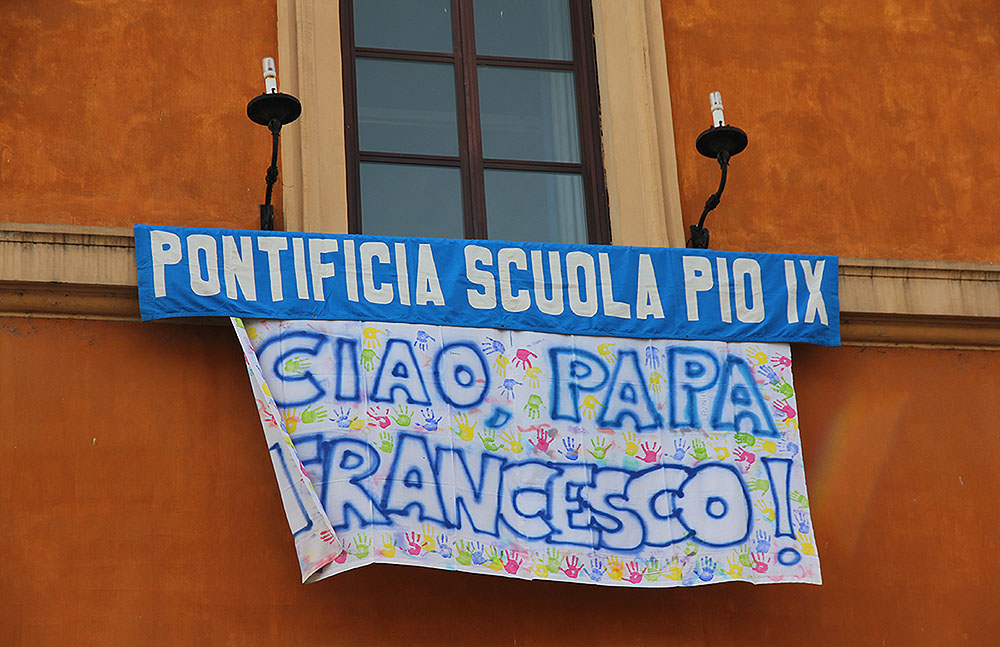 PONTIFICIA SCUOLA PIO IX
CIAO, PAPA
FRANCESCO!